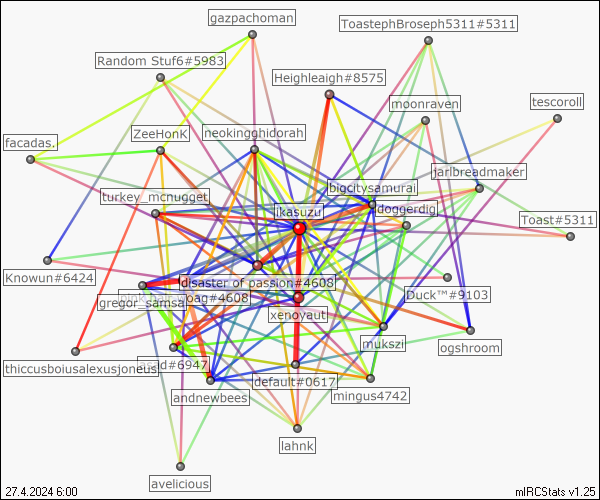 gazpachoman
ToastephBroseph5311#5311
Random Stuf6#5983
Heighleigh#8575
moonraven
tescoroll
ZeeHonK
neokingghidorah
facadas.
jarlbreadmaker
bigcitysamurai
turkey_mcnugget
ikasuzu
doggerdig
Toast#5311
Knowun#6424
disaster of passion#4608
Duck™#9103
gregor_samsa
oag#4608
xenoyaut
mukszi
ogshroom
thiccusboiusalexusjoneus
#6947
default#0617
andnewbees
mingus4742
lahnk
avelicious
27.4.2024 6:00
mIRCStats v1.25